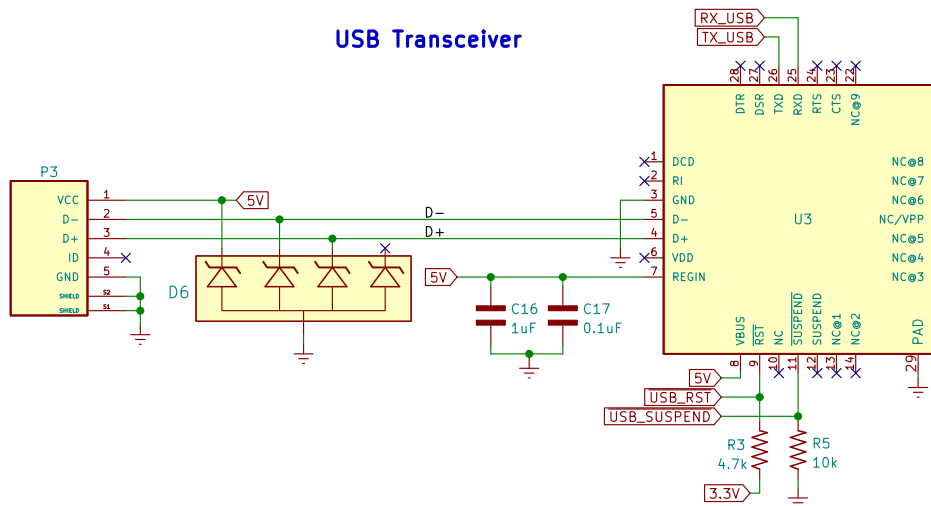 USB Transceiver
RX_USB
TX_USB
28 27 26 25 24 23 22
DTR DSR TXD RXD RTS CTS NC@9
P3
VCC 1
D- 2
D+ 3
ID 4
GND 5
SHIELD S2
SHIELD S1
5V
D-
D+
D6
5V
C16
1uF
C17
0.1uF
1 DCD
2 RI
3 GND
5 D-
4 D+
6 VDD
7 REGIN
U3
NC@8
NC@7
NC@6
NC/VPP
NC@5
NC@4
NC@3
VBUS RST NC SUSPEND SUSPEND NC@1 NC@2 PAD
8 9 10 11 12 13 14 29
5V
USB_RST
USB_SUSPEND
R3
4.7k
R5
10k
3.3V